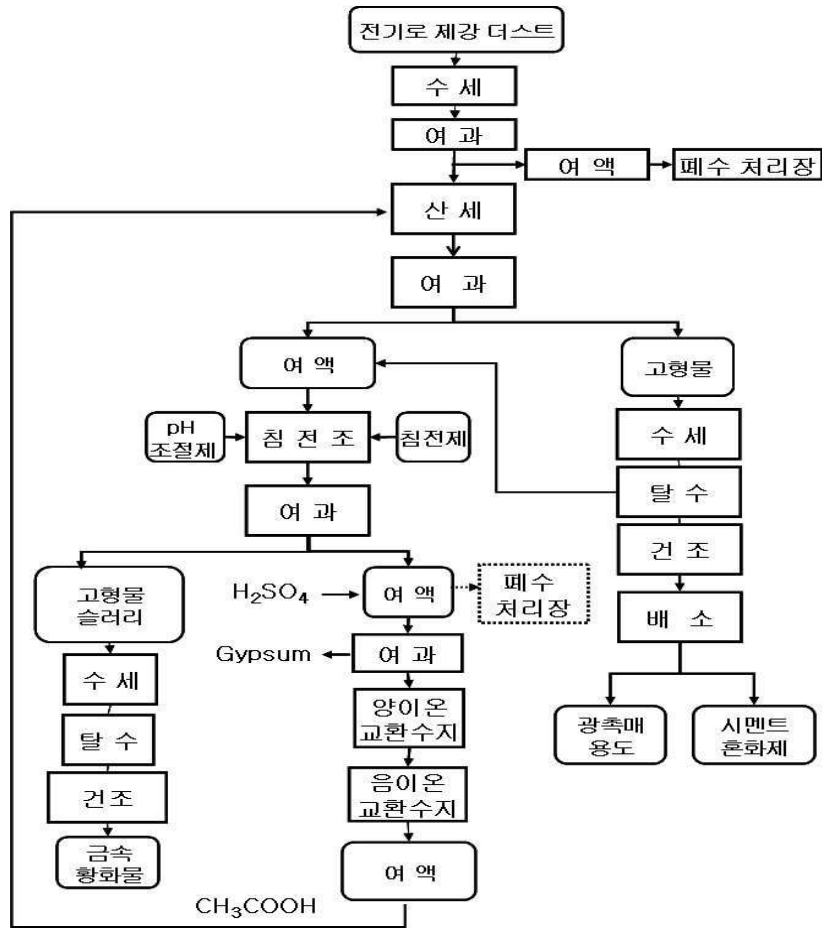 전기로 제강 더스트
수 세
여 과
여 액
폐수 처리장
산 세
여 과
여 액
고형물
pH
조절제
침 전 조
침전제
수 세
여 과
탈 수
건 조
고형물
슬러리
H₂SO₄
여 액
폐수
처리장
배 소
수 세
Gypsum
여 과
탈 수
양이온
교환수지
광촉매
용도
시멘트
혼화제
건 조
음이온
교환수지
금속
황화물
여 액
CH₃COOH